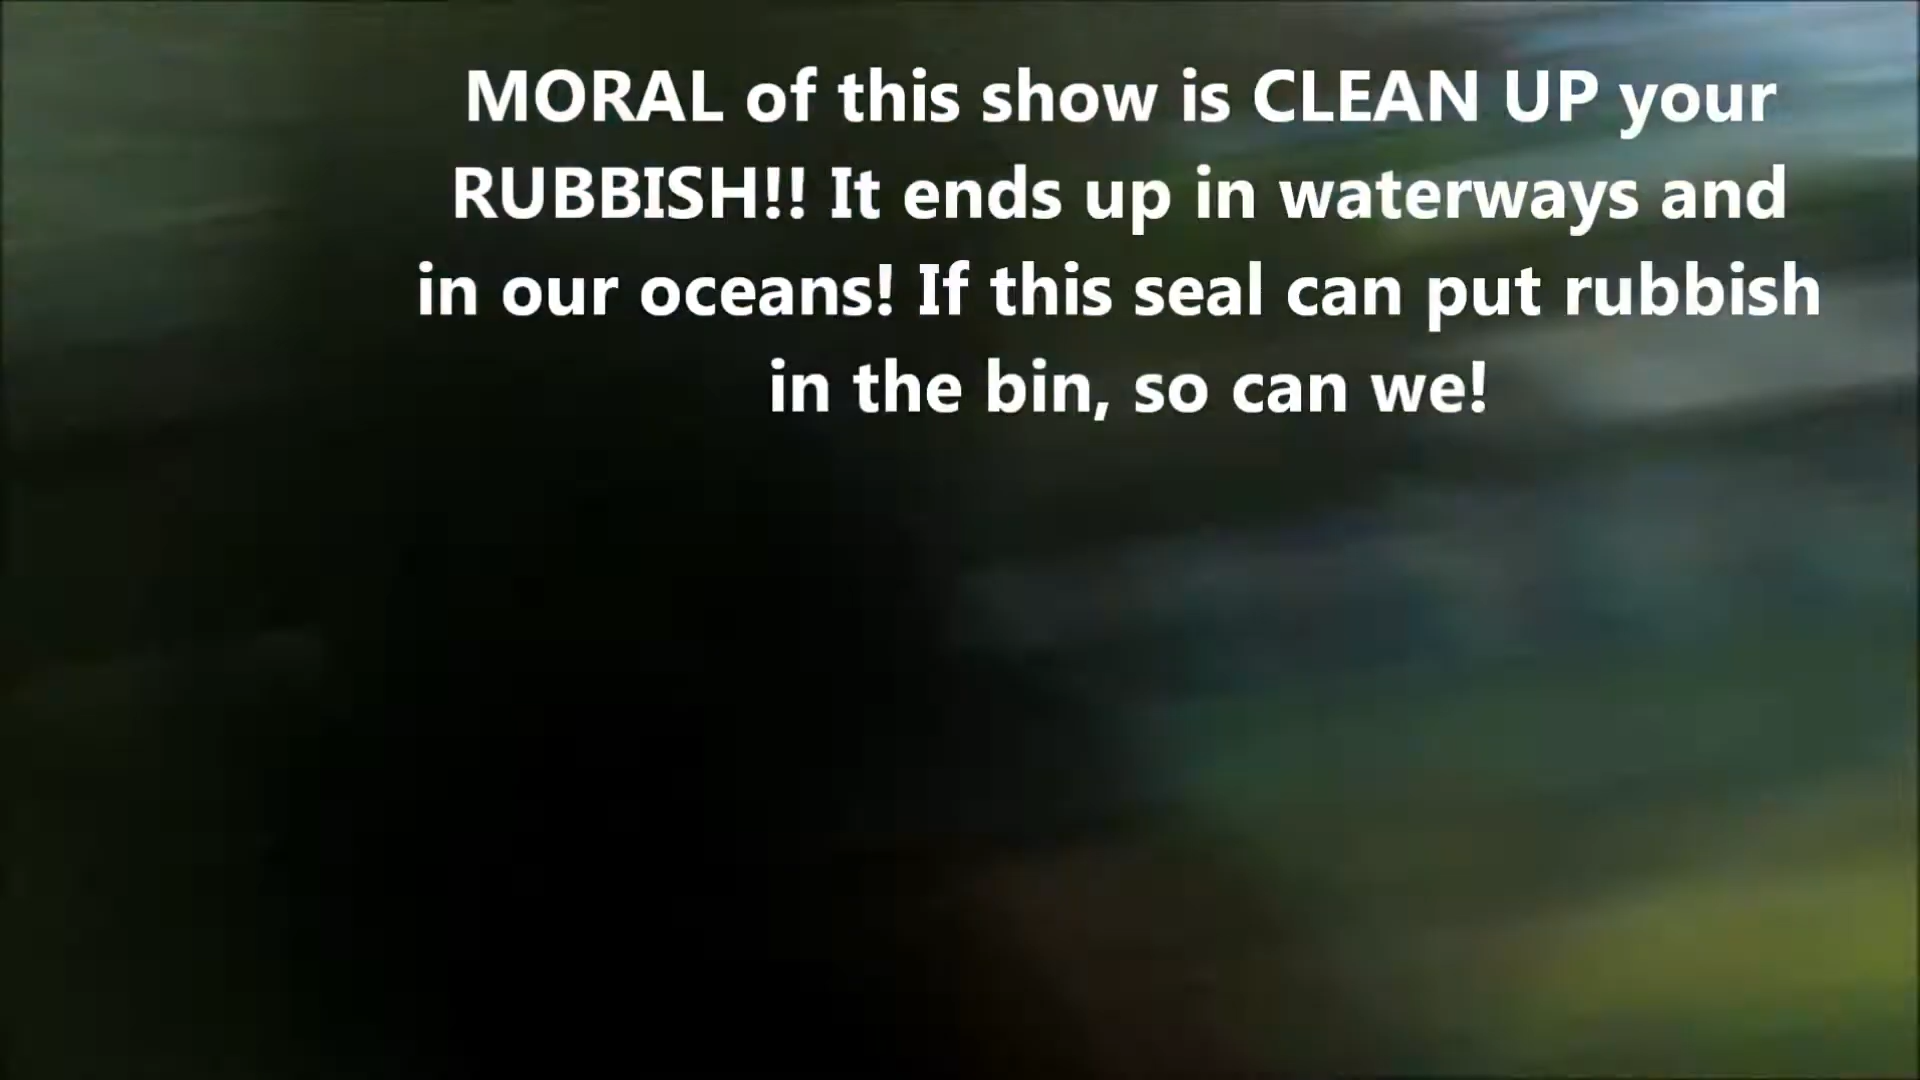 MORAL of this show is CLEAN UP your
RUBBISH!! It ends up in waterways and
in our oceans! If this seal can put rubbish
in the bin, so can we!